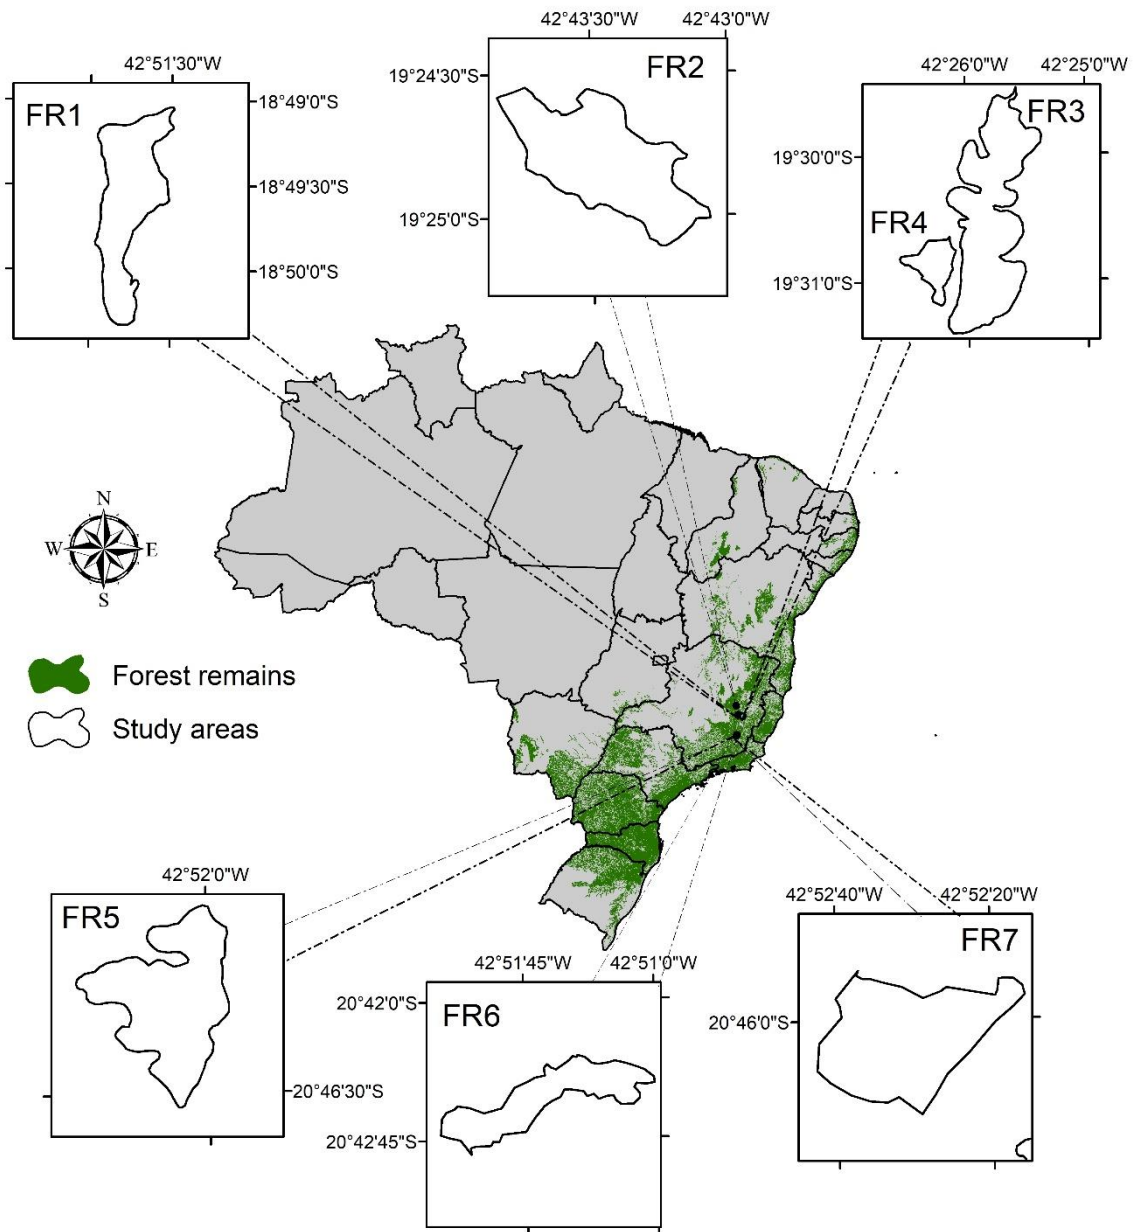 42°43'30"W 42°43'0"W
42°51'30"W
42°26'0"W 42°25'0"W
FR2
19°24'30"S
FR1
18°49'0"S
FR3
19°30'0"S
18°49'30"S
19°25'0"S
FR4
18°50'0"S
19°31'0"S
N
W E
S
Forest remains
Study areas
42°52'0"W
42°52'40"W 42°52'20"W
FR5
FR7
42°51'45"W 42°51'0"W
20°42'0"S
FR6
20°46'0"S
20°46'30"S
20°42'45"S